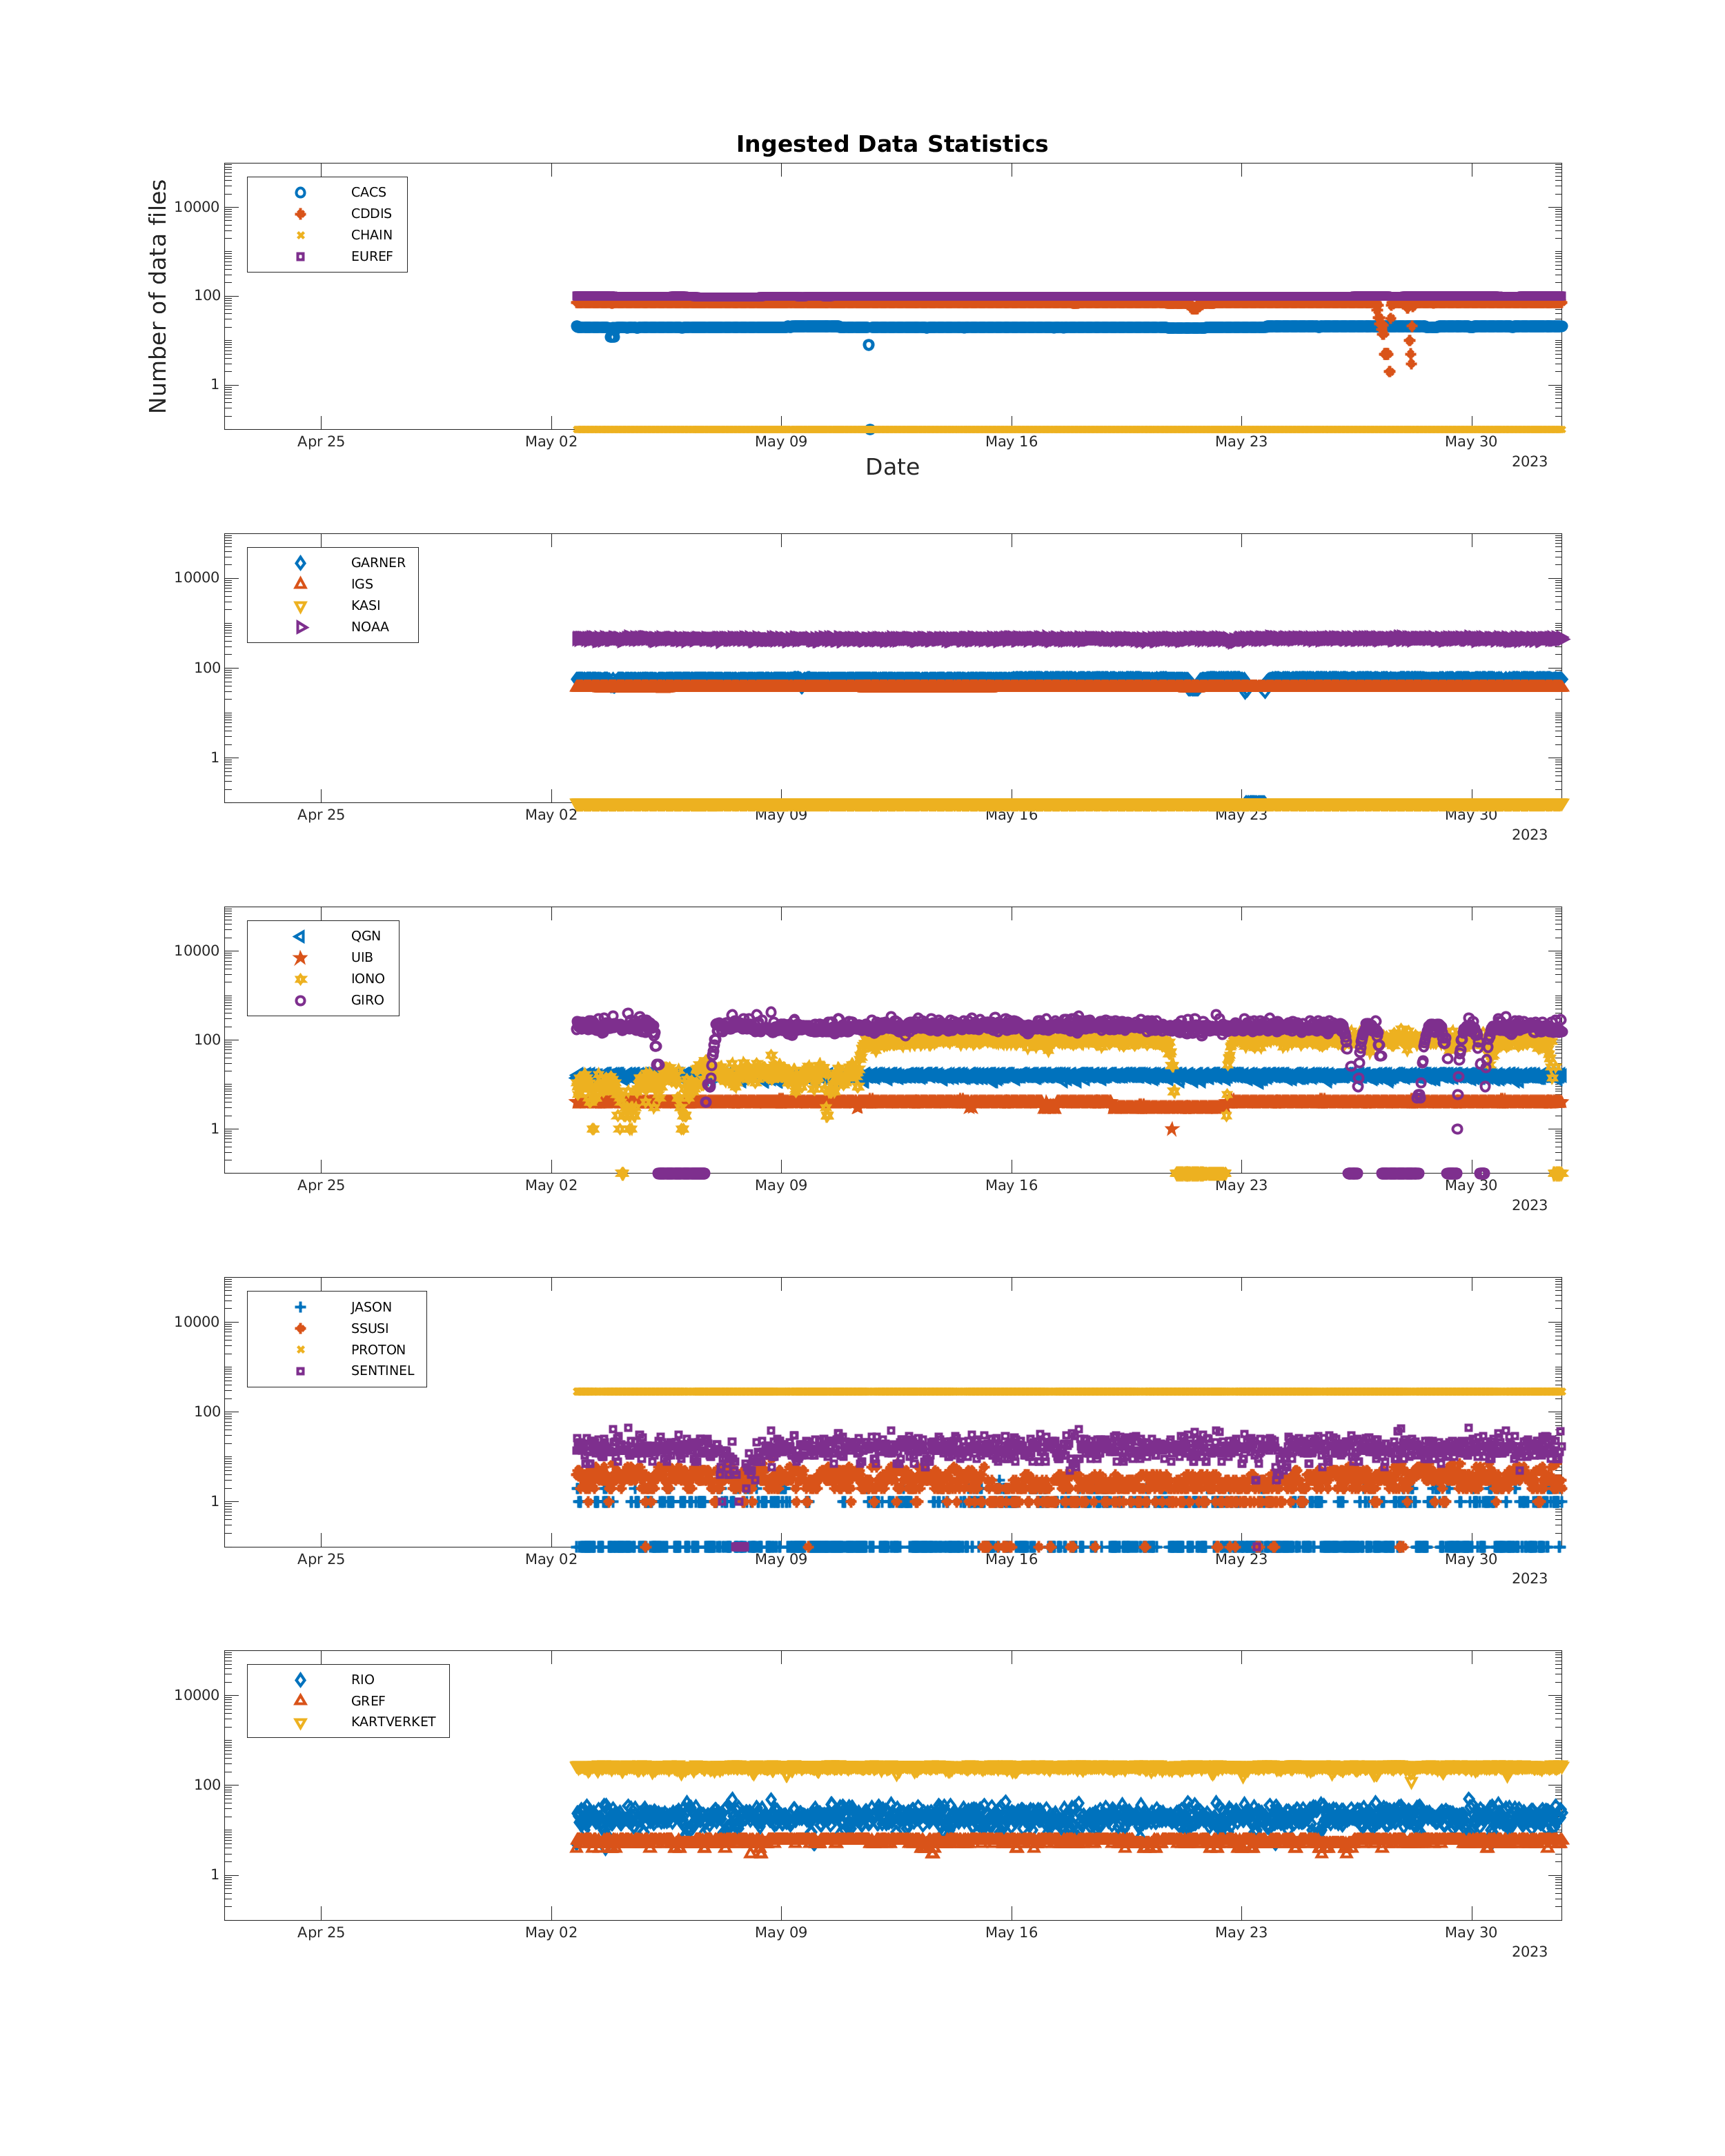 Ingested Data Statistics
Number of data files
10000
100
1
CACS
CDDIS
CHAIN
EUREF
Apr 25 May 02 May 09 May 16 May 23 May 30
2023
Date
10000
100
1
GARNER
IGS
KASI
NOAA
Apr 25 May 02 May 09 May 16 May 23 May 30
2023
10000
100
1
QGN
UIB
IONO
GIRO
Apr 25 May 02 May 09 May 16 May 23 May 30
2023
10000
100
1
JASON
SSUSI
PROTON
SENTINEL
Apr 25 May 02 May 09 May 16 May 23 May 30
2023
10000
100
1
RIO
GREF
KARTVERKET
Apr 25 May 02 May 09 May 16 May 23 May 30
2023